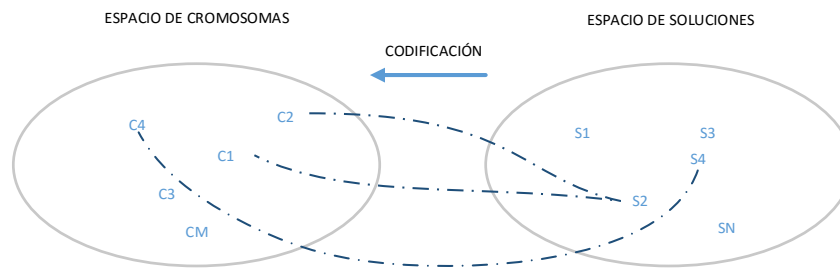 ESPACIO DE CROMOSOMAS
ESPACIO DE SOLUCIONES
CODIFICACIÓN
C2
C4
C1
C3
CM
S1
S3
S4
S2
SN